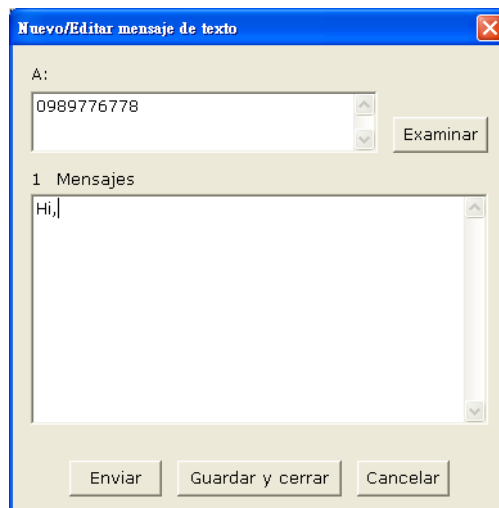 Nuevo/Editar mensaje de texto
A:
0989776778
Examinar
1 Mensajes
Hi,
Enviar Guardar y cerrar Cancelar